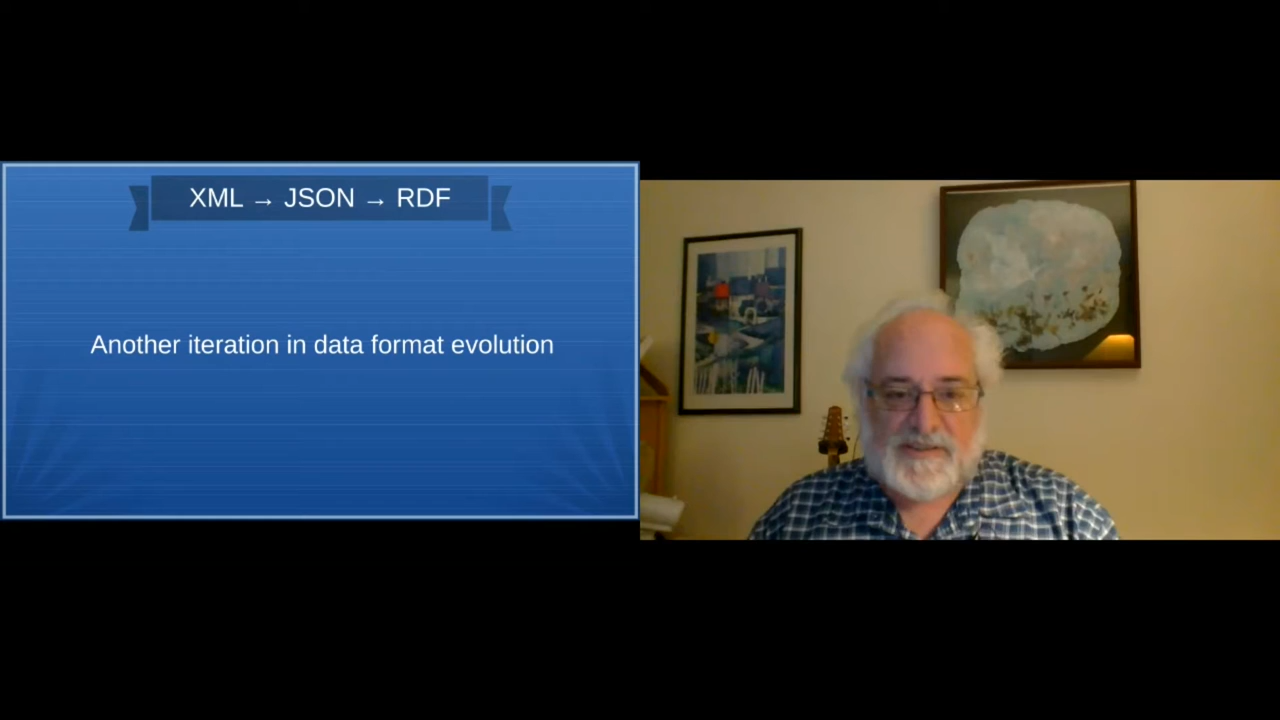 XML → JSON → RDF
Another iteration in data format evolution